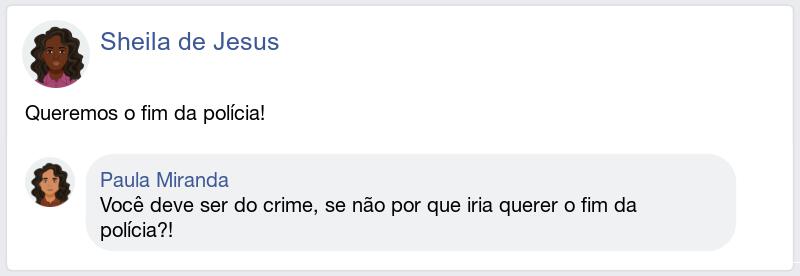 Sheila de Jesus
Queremos o fim da polícia!
Paula Miranda
Você deve ser do crime, se não por que iria querer o fim da
polícia?!